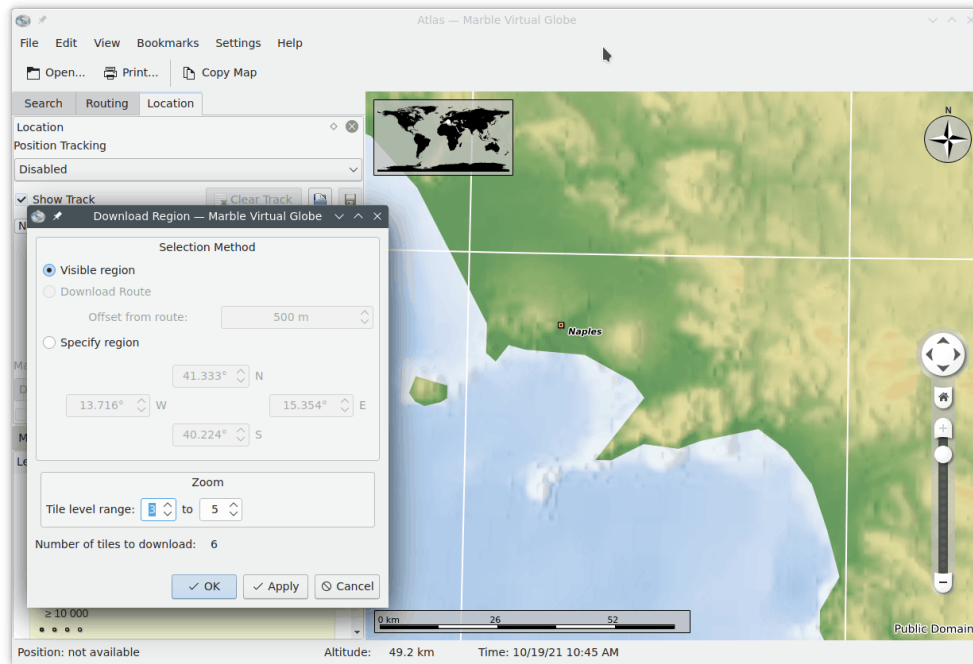 Atlas — Marble Virtual Globe
File Edit View Bookmarks Settings Help
Open... Print... Copy Map
Search Routing Location
Location
Position Tracking
Disabled
Show Track Clear Track
Download Region — Marble Virtual Globe
Selection Method
Visible region
Download Route
Offset from route: 500 m
Specify region
41.333° N
13.716° W 15.354° E
40.224° S
Zoom
Tile level range: 3 to 5
Number of tiles to download: 6
OK Apply Cancel
≥ 10 000
N
Naples
0 km 26 52
Public Domain
Position: not available Altitude: 49.2 km Time: 10/19/21 10:45 AM